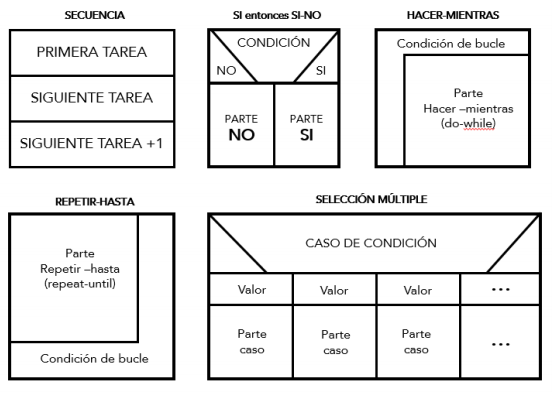 SECUENCIA
PRIMERA TAREA
SIGUIENTE TAREA
SIGUIENTE TAREA +1
SI entonces SI-NO
CONDICIÓN
NO
SI
PARTE
NO
PARTE
SI
HACER-MIENTRAS
Condición de bucle
Parte
Hacer –mientras
(do-while)
REPETIR-HASTA
Parte
Repetir –hasta
(repeat-until)
Condición de bucle
SELECCIÓN MÚLTIPLE
CASO DE CONDICIÓN
Valor
Valor
Valor
...
Parte
caso
Parte
caso
Parte
caso
...